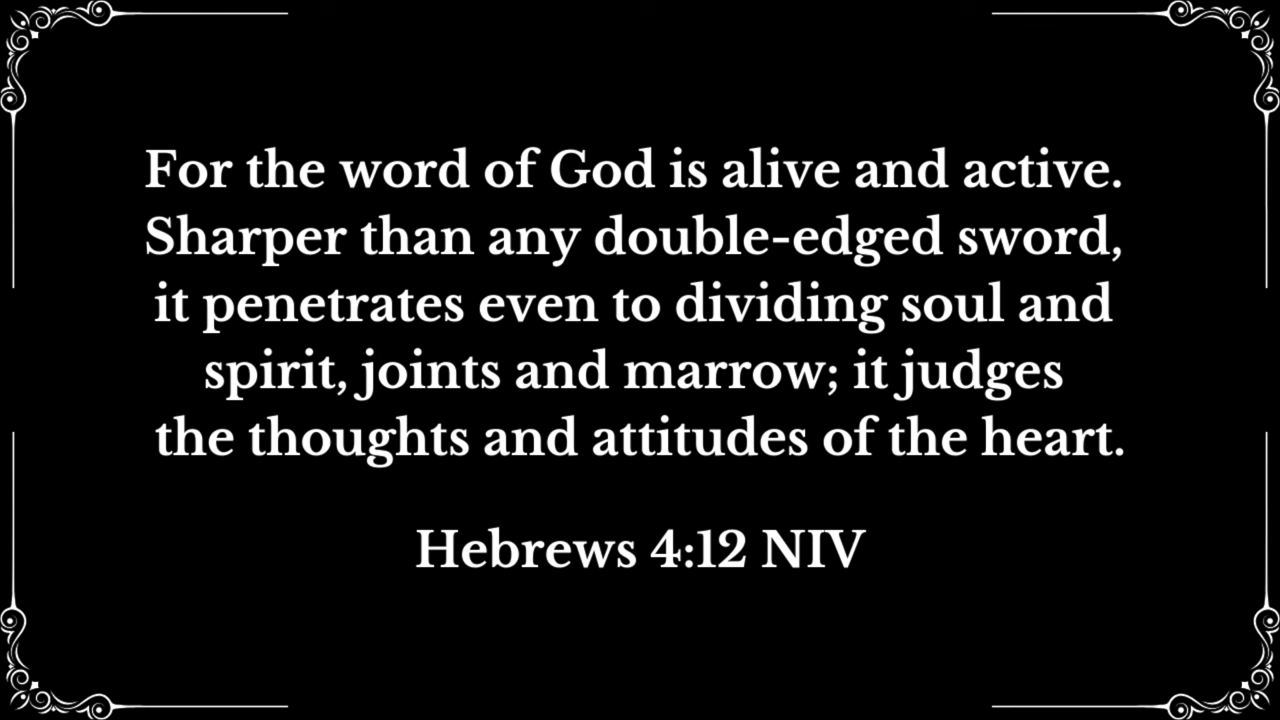 For the word of God is alive and active.
Sharper than any double-edged sword,
it penetrates even to dividing soul and
spirit, joints and marrow; it judges
the thoughts and attitudes of the heart.
Hebrews 4:12 NIV